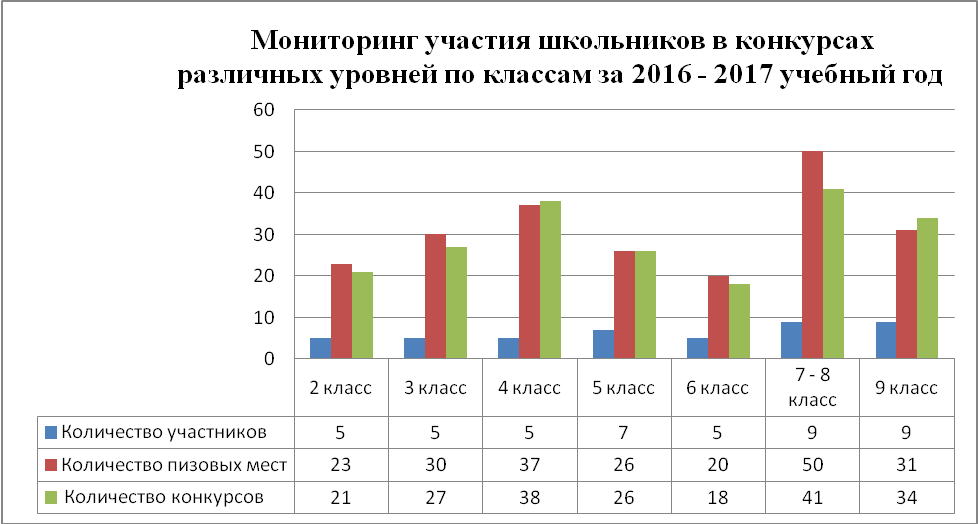 Мониторинг участия школьников в конкурсах
различных уровней по классам за 2016 - 2017 учебный год
60
50
40
30
20
10
0
2 класс 3 класс 4 класс 5 класс 6 класс 7 - 8 класс 9 класс
Количество участников 5 5 5 7 5 9 9
Количество пизовых мест 23 30 37 26 20 50 31
Количество конкурсов 21 27 38 26 18 41 34